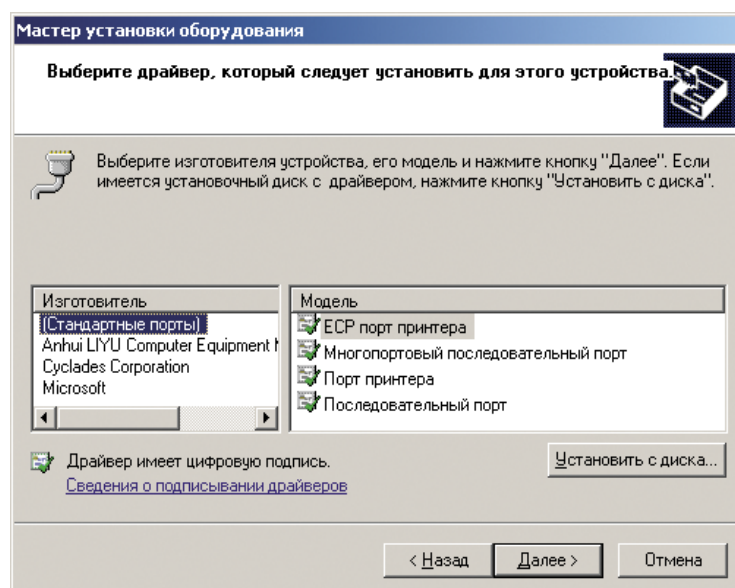 Мастер установки оборудования
Выберите драйвер, который следует установить для этого устройства.
Выберите изготовителя устройства, его модель и нажмите кнопку "Далее". Если
имеется установочный диск с драйвером, нажмите кнопку "Установить с диска".
Изготовитель
(Стандартные порты)
Anhui LIYU Computer Equipment
Cyclades Corporation
Microsoft
Модель
ECP порт принтера
Многопортовый последовательный порт
Порт принтера
Последовательный порт
Драйвер имеет цифровую подпись.
Сведения о подписывании драйверов
Установить с диска...
< Назад
Далее >
Отмена